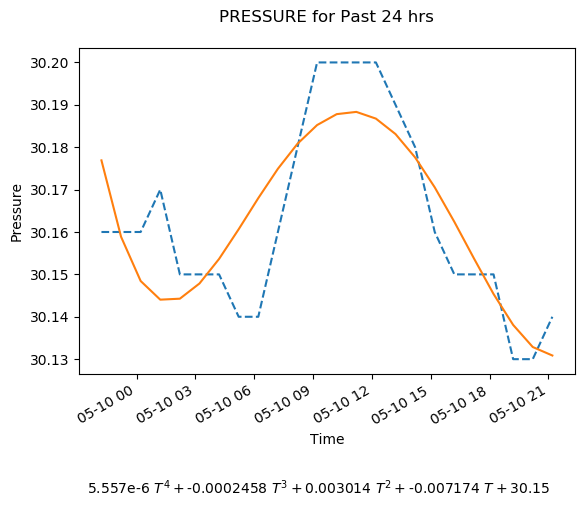 PRESSURE for Past 24 hrs
30.20
30.19
30.18
30.17
30.16
30.15
30.14
30.13
Pressure
05-10 00 05-10 03 05-10 06 05-10 09 05-10 12 05-10 15 05-10 18 05-10 21
Time
5.557e-6 T⁴ + -0.0002458 T³ + 0.003014 T² + -0.007174 T + 30.15